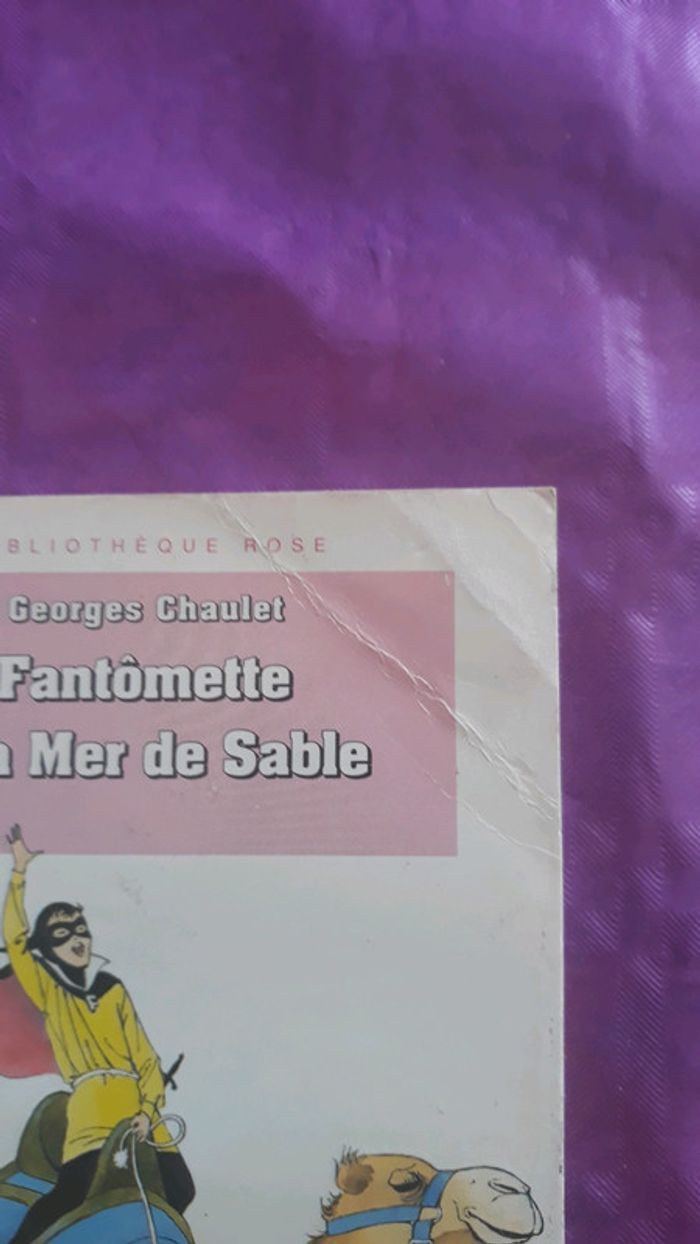 BLIOTHÈQUE ROSE
Georges Chaulet
Fantômette
Mer de Sable